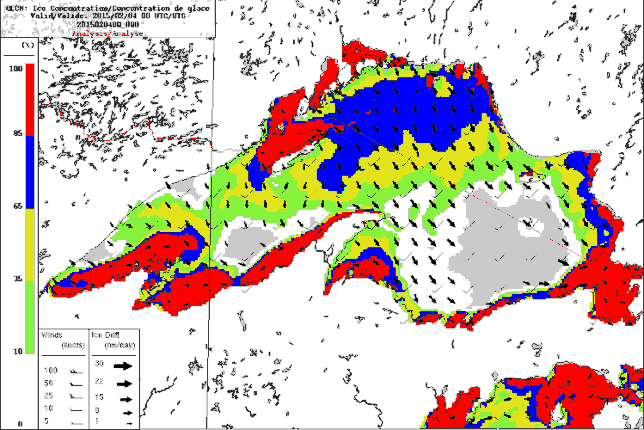 GLCN: Ice Concentration/Concentration de glace
Valid/Valide: 2015/02/04 00 UTC/UTC
2015020400_000
Analysis/Analyse
(%)
100
85
65
35
10
0
Winds
(knots)
100
50
25
10
5
Ice Drift
(nm/day)
30
22
15
8
1